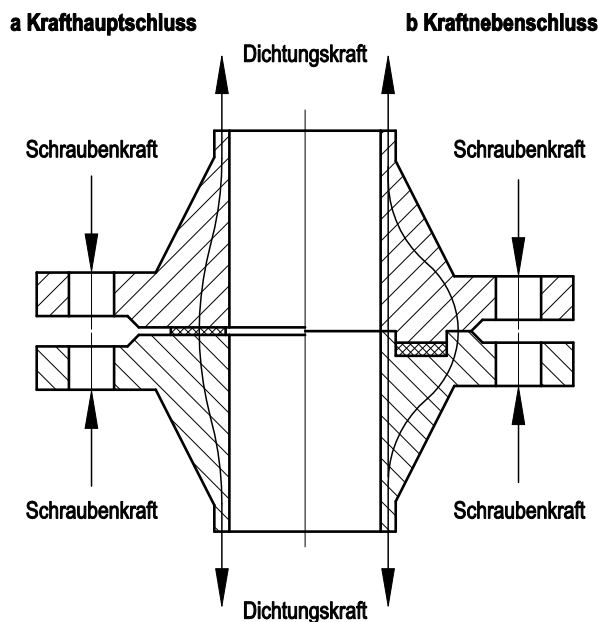 a Krafthauptschluss
b Kraftnebenschluss
Dichtungskraft
Schraubenkraft
Schraubenkraft
Schraubenkraft
Schraubenkraft
Dichtungskraft